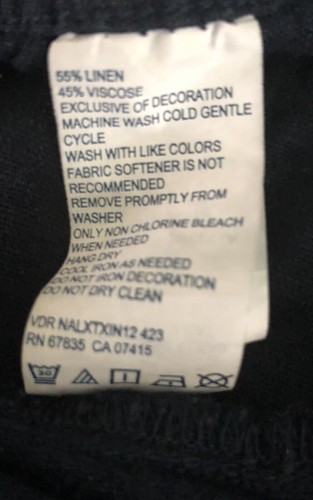 55% LINEN
45% VISCOSE
EXCLUSIVE OF DECORATION
MACHINE WASH COLD GENTLE
CYCLE
WASH WITH LIKE COLORS
FABRIC SOFTENER IS NOT
RECOMMENDED
REMOVE PROMPTLY FROM
WASHER
ONLY NON CHLORINE BLEACH
WHEN NEEDED
HANG DRY
COOL IRON AS NEEDED
DO NOT IRON DECORATION
DO NOT DRY CLEAN
VDR NALXTXIN12 423
RN 67835 CA 07415
30